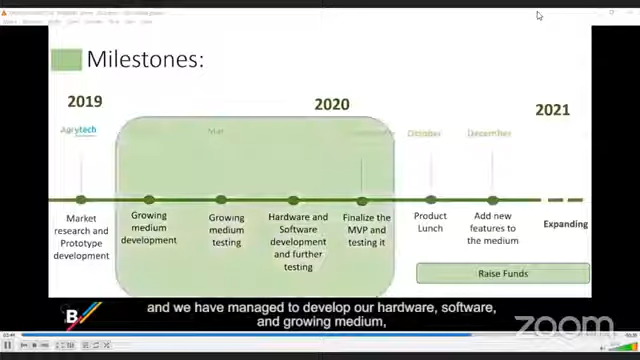 Milestones:
2019
2020
2021
Agrytech
Mar
October
December
Market
research and
Prototype
development
Growing
medium
development
Growing
medium
testing
Hardware and
Software
development
and further
testing
Finalize the
MVP and
testing it
Product
Lunch
Add new
features to
the medium
Expanding
Raise Funds
B
and we have managed to develop our hardware, software,
and growing medium,
zoom